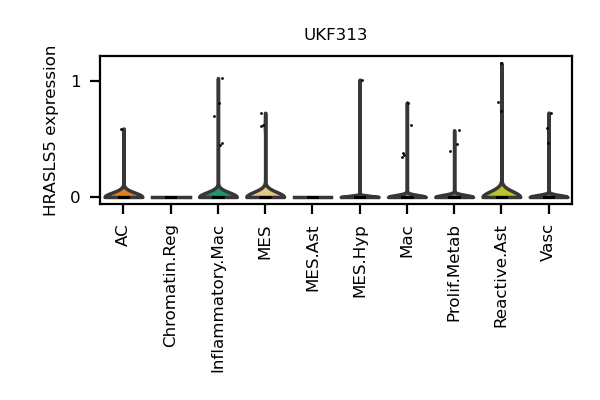 UKF313
HRASLS5 expression
1
0
AC
Chromatin.Reg
Inflammatory.Mac
MES
MES.Ast
MES.Hyp
Mac
Prolif.Metab
Reactive.Ast
Vasc